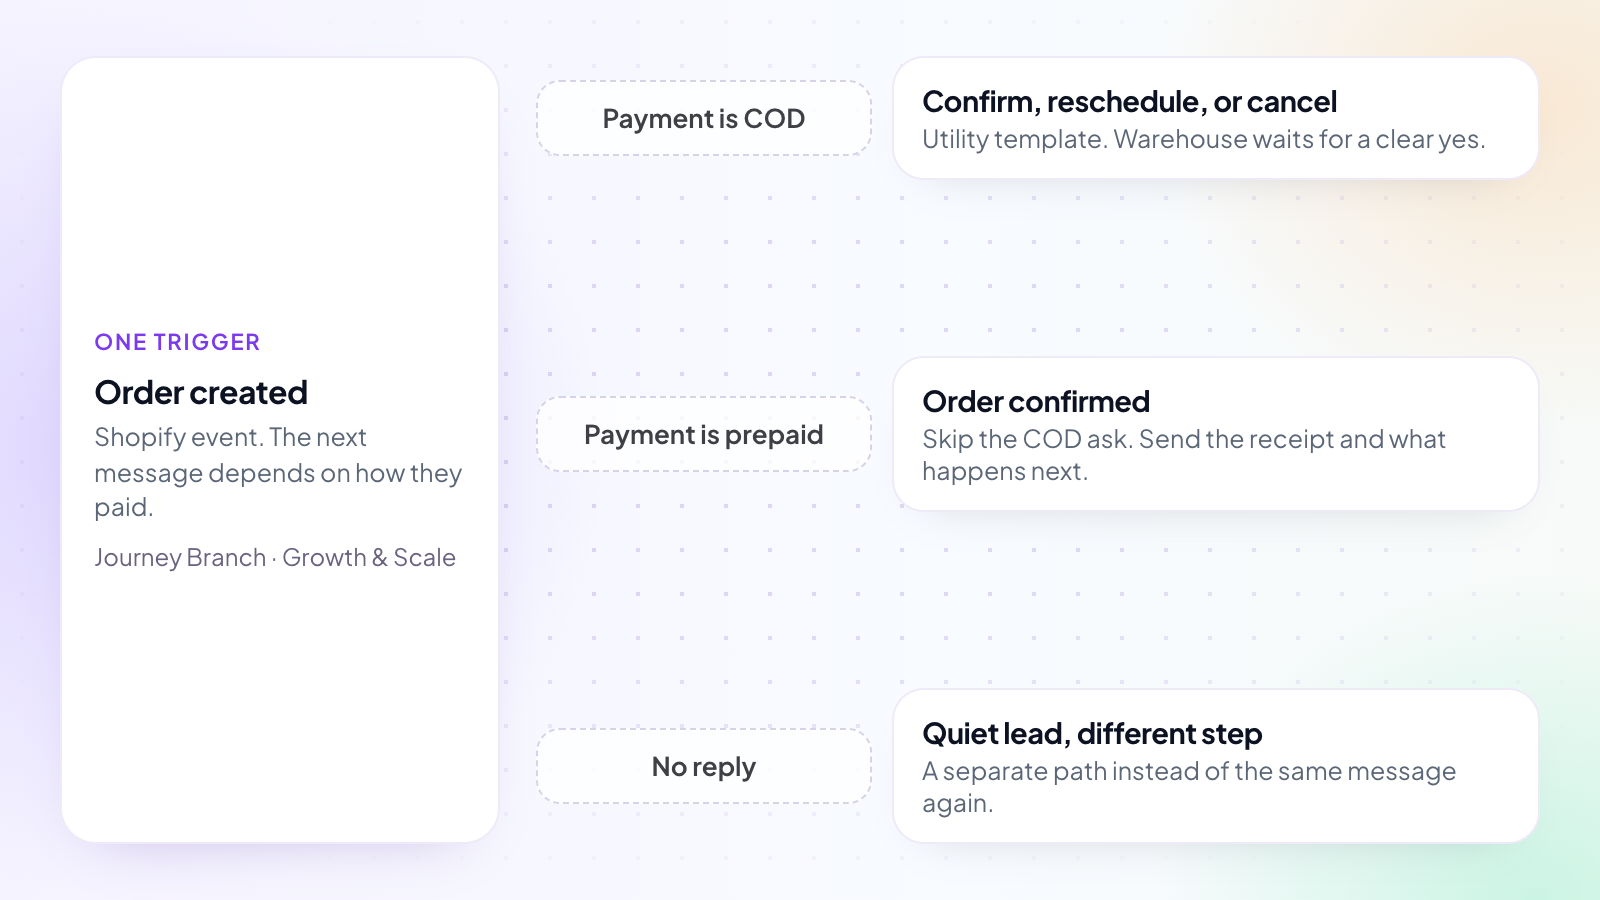 ONE TRIGGER
Order created
Shopify event. The next
message depends on how they
paid.
Journey Branch · Growth & Scale
Payment is COD
Confirm, reschedule, or cancel
Utility template. Warehouse waits for a clear yes.
Payment is prepaid
Order confirmed
Skip the COD ask. Send the receipt and what
happens next.
No reply
Quiet lead, different step
A separate path instead of the same message
again.